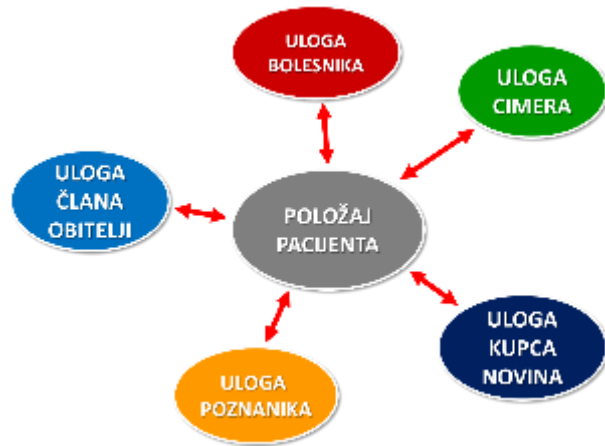 ULOGA
BOLESNIKA
ULOGA
CIMERA
ULOGA
ČLANA
OBITELJI
POLOŽAJ
PACIJENTA
ULOGA
KUPCA
NOVINA
ULOGA
POZNANIKA